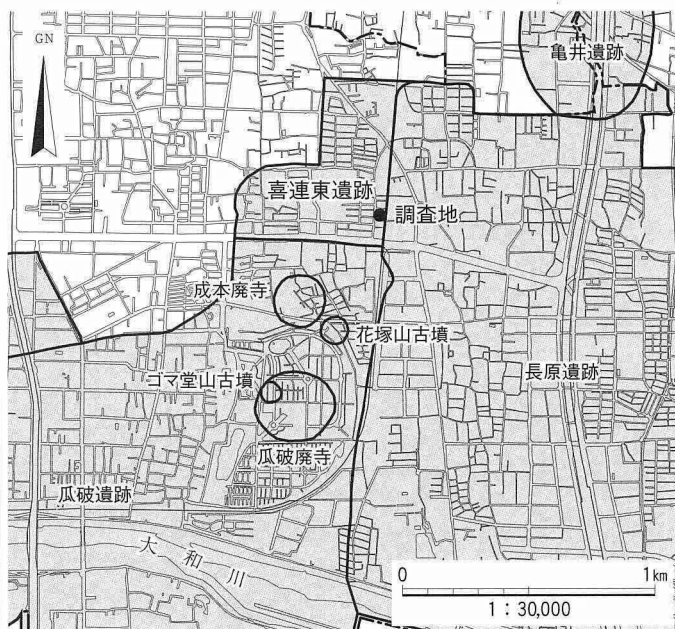 GN
亀井遺跡
喜連東遺跡
調査地
成本廃寺
花塚山古墳
ゴマ堂山古墳
長原遺跡
瓜破廃寺
瓜破遺跡
大和川
0 1km
1：30,000